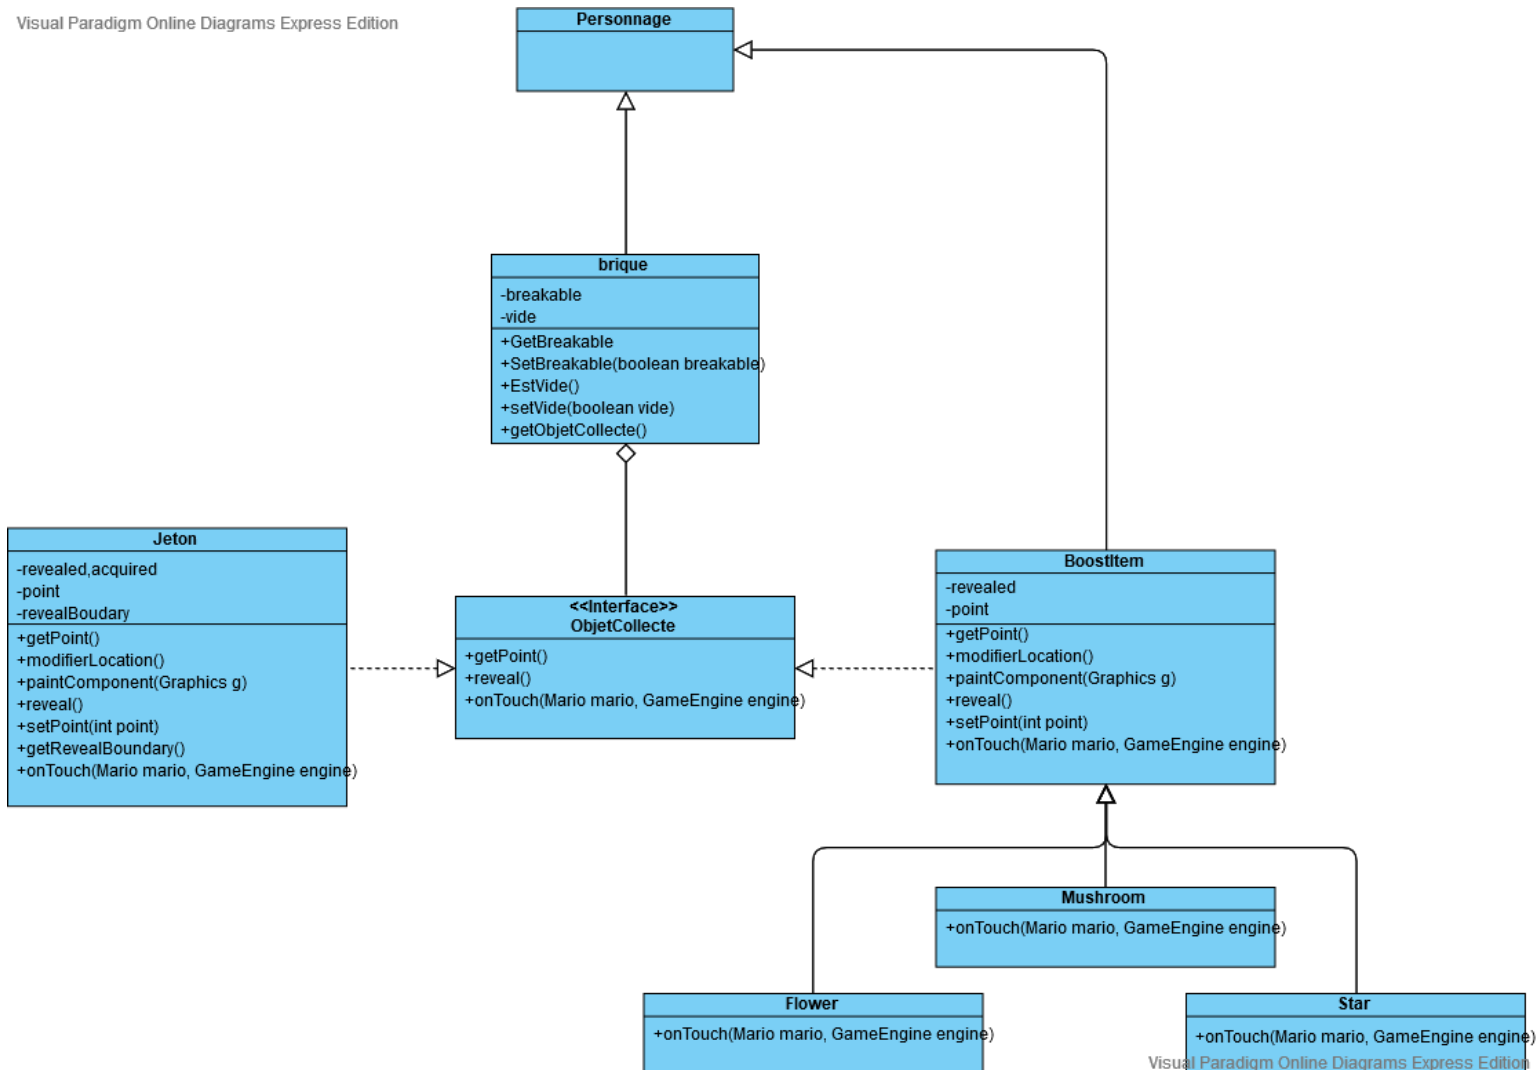 Visual Paradigm Online Diagrams Express Edition
Personnage
brique
-breakable
-vide
+GetBreakable
+SetBreakable(boolean breakable)
+EstVide()
+setVide(boolean vide)
+getObjetCollecte()
Jeton
-revealed,acquired
-point
-revealBoudary
+getPoint()
+modifierLocation()
+paintComponent(Graphics g)
+reveal()
+setPoint(int point)
+getRevealBoundary()
+onTouch(Mario mario, GameEngine engine)
<<Interface>>
ObjetCollecte
+getPoint()
+reveal()
+onTouch(Mario mario, GameEngine engine)
BoostItem
-revealed
-point
+getPoint()
+modifierLocation()
+paintComponent(Graphics g)
+reveal()
+setPoint(int point)
+onTouch(Mario mario, GameEngine engine)
Mushroom
+onTouch(Mario mario, GameEngine engine)
Flower
+onTouch(Mario mario, GameEngine engine)
Star
+onTouch(Mario mario, GameEngine engine)
Visual Paradigm Online Diagrams Express Edition